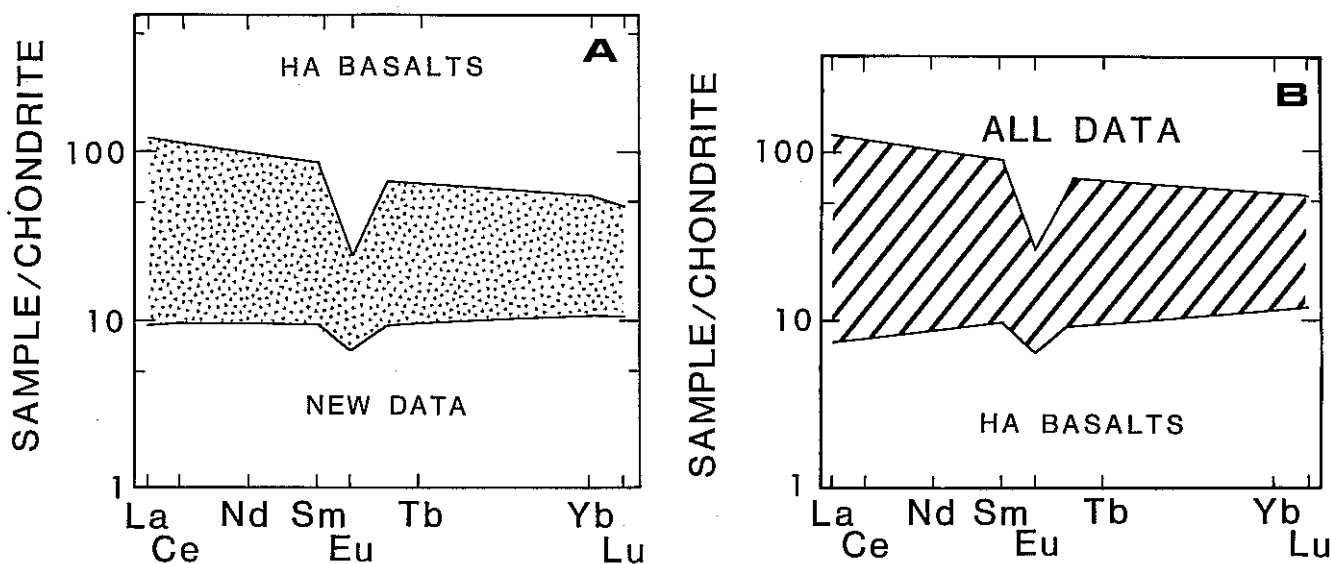 SAMPLE/CHONDRITE
HA BASALTS
A
100
10
1
NEW DATA
La Nd Sm Tb Yb
Ce Eu Lu
SAMPLE/CHONDRITE
B
ALL DATA
100
10
1
HA BASALTS
La Nd Sm Tb Yb
Ce Eu Lu